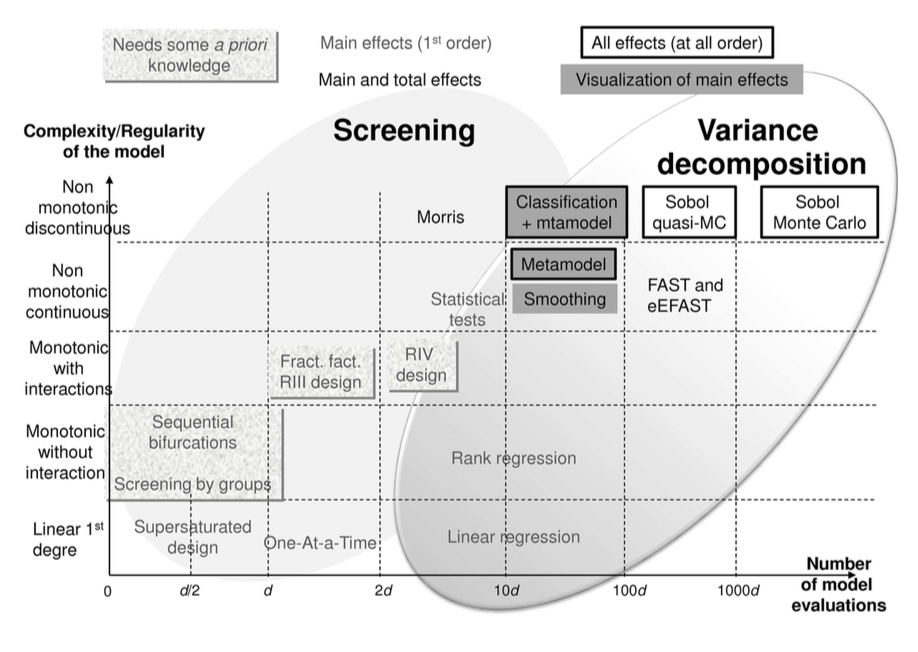 Needs some a priori
knowledge
Main effects (1st order)
Main and total effects
All effects (at all order)
Visualization of main effects
Complexity/Regularity
of the model
Screening
Variance
decomposition
Non
monotonic
discontinuous
Morris
Classification
+ mtamodel
Sobol
quasi-MC
Sobol
Monte Carlo
Non
monotonic
continuous
Statistical
tests
Metamodel
Smoothing
FAST and
eEFAST
Monotonic
with
interactions
Fract. fact.
RIII design
RIV
design
Monotonic
without
interaction
Sequential
bifurcations
Screening by groups
Rank regression
Linear 1st
degre
Supersaturated
design
One-At-a-Time
Linear regression
0 d/2 d 2d 10d 100d 1000d
Number
of model
evaluations